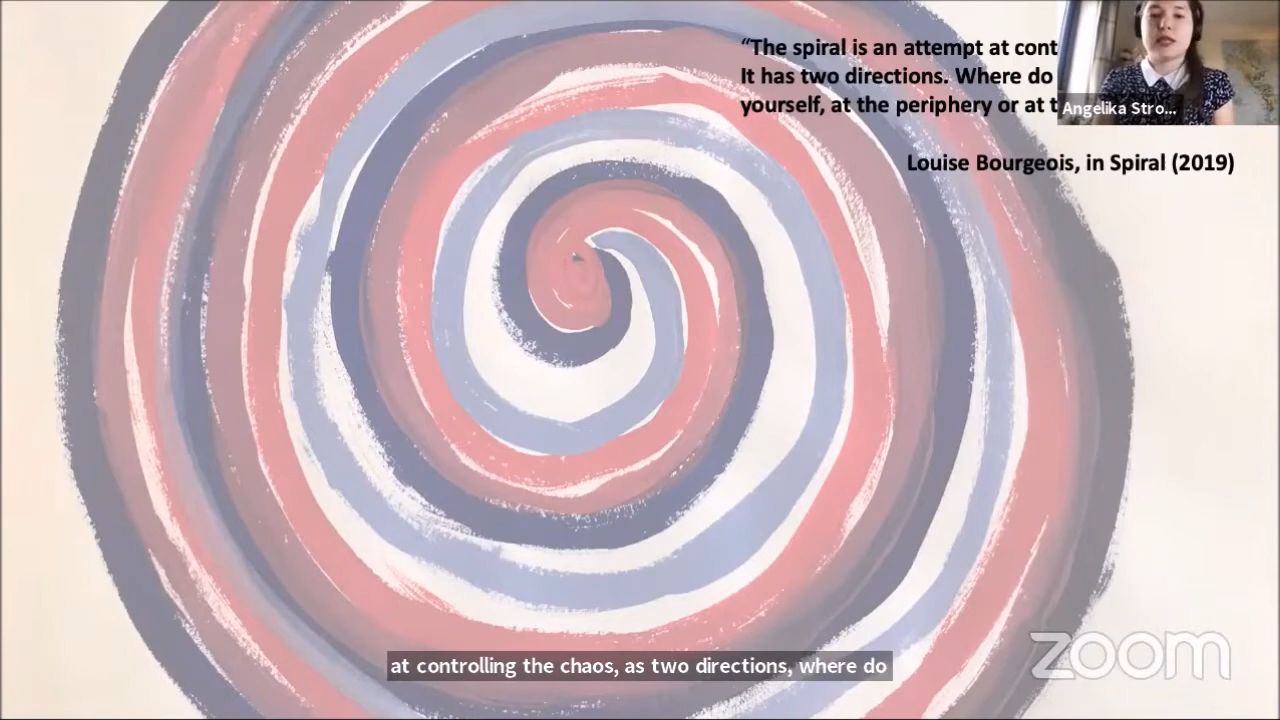 “The spiral is an attempt at cont
It has two directions. Where do
yourself, at the periphery or at t
Angelika Stro...
Louise Bourgeois, in Spiral (2019)
at controlling the chaos, as two directions, where do
zoom